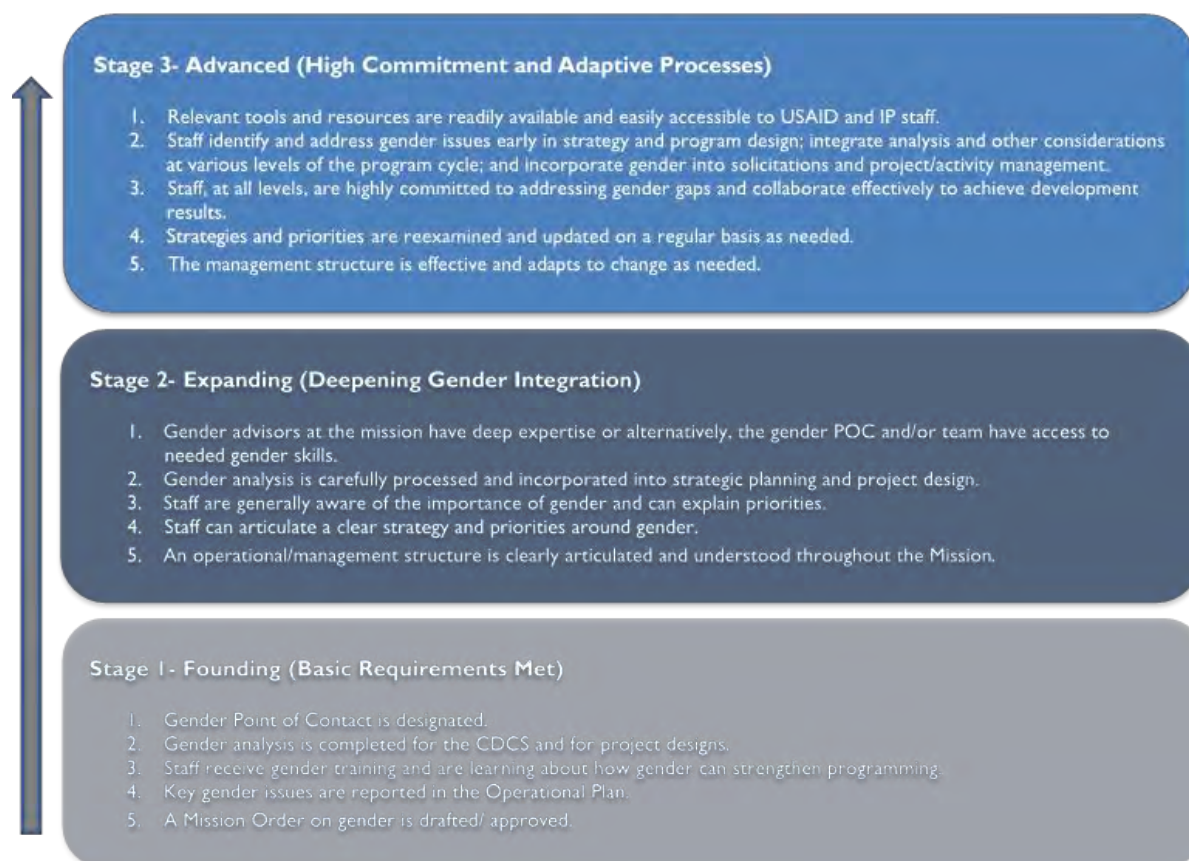 Stage 3- Advanced (High Commitment and Adaptive Processes)
1. Relevant tools and resources are readily available and easily accessible to USAID and IP staff.
2. Staff identify and address gender issues early in strategy and program design; integrate analysis and other considerations
at various levels of the program cycle; and incorporate gender into solicitations and project/activity management.
3. Staff, at all levels, are highly committed to addressing gender gaps and collaborate effectively to achieve development
results.
4. Strategies and priorities are reexamined and updated on a regular basis as needed.
5. The management structure is effective and adapts to change as needed.
Stage 2- Expanding (Deepening Gender Integration)
1. Gender advisors at the mission have deep expertise or alternatively, the gender POC and/or team have access to
needed gender skills.
2. Gender analysis is carefully processed and incorporated into strategic planning and project design.
3. Staff are generally aware of the importance of gender and can explain priorities.
4. Staff can articulate a clear strategy and priorities around gender.
5. An operational/management structure is clearly articulated and understood throughout the Mission.
Stage 1- Founding (Basic Requirements Met)
1. Gender Point of Contact is designated.
2. Gender analysis is completed for the CDCS and for project designs.
3. Staff receive gender training and are learning about how gender can strengthen programming.
4. Key gender issues are reported in the Operational Plan.
5. A Mission Order on gender is drafted/ approved.